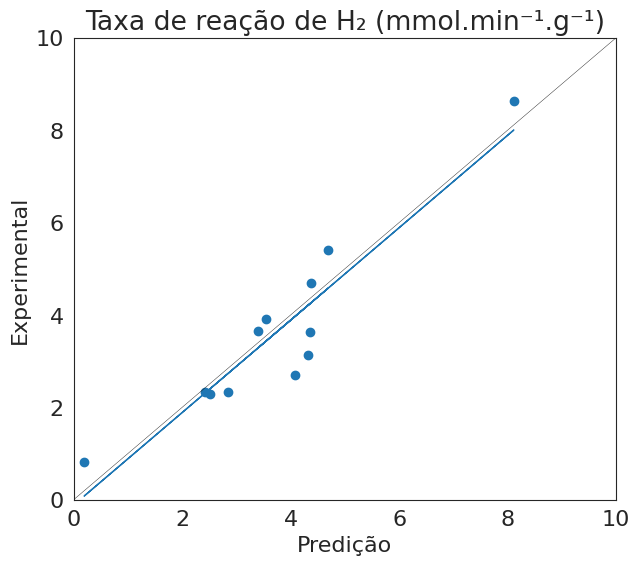 Taxa de reação de H₂ (mmol.min⁻¹.g⁻¹)
10
8
6
4
2
0
Experimental
0 2 4 6 8 10
Predição